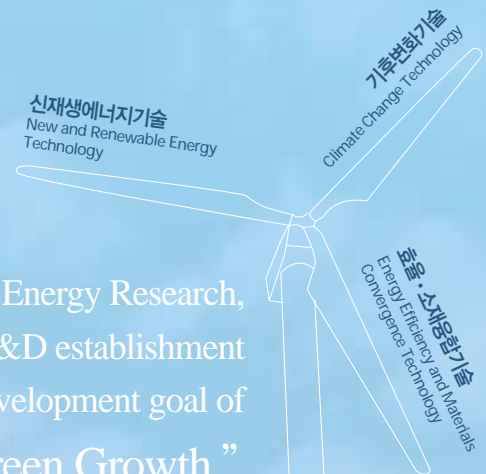 신재생에너지기술
New and Renewable Energy
Technology
기후변화기술
Climate Change Technology
효율·소재융합기술
Energy Efficiency and Materials
Convergence Technology
Energy Research,
&D establishment
velopment goal of
reen Growth.”